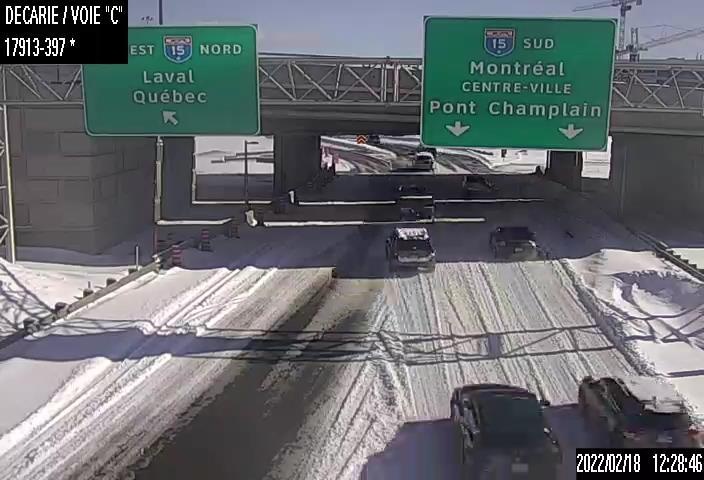 DECARIE / VOIE "C"
17913-397 *
EST 15 NORD
Laval
Québec
15 SUD
Montréal
CENTRE-VILLE
Pont Champlain
2022/02/18 12:28:46